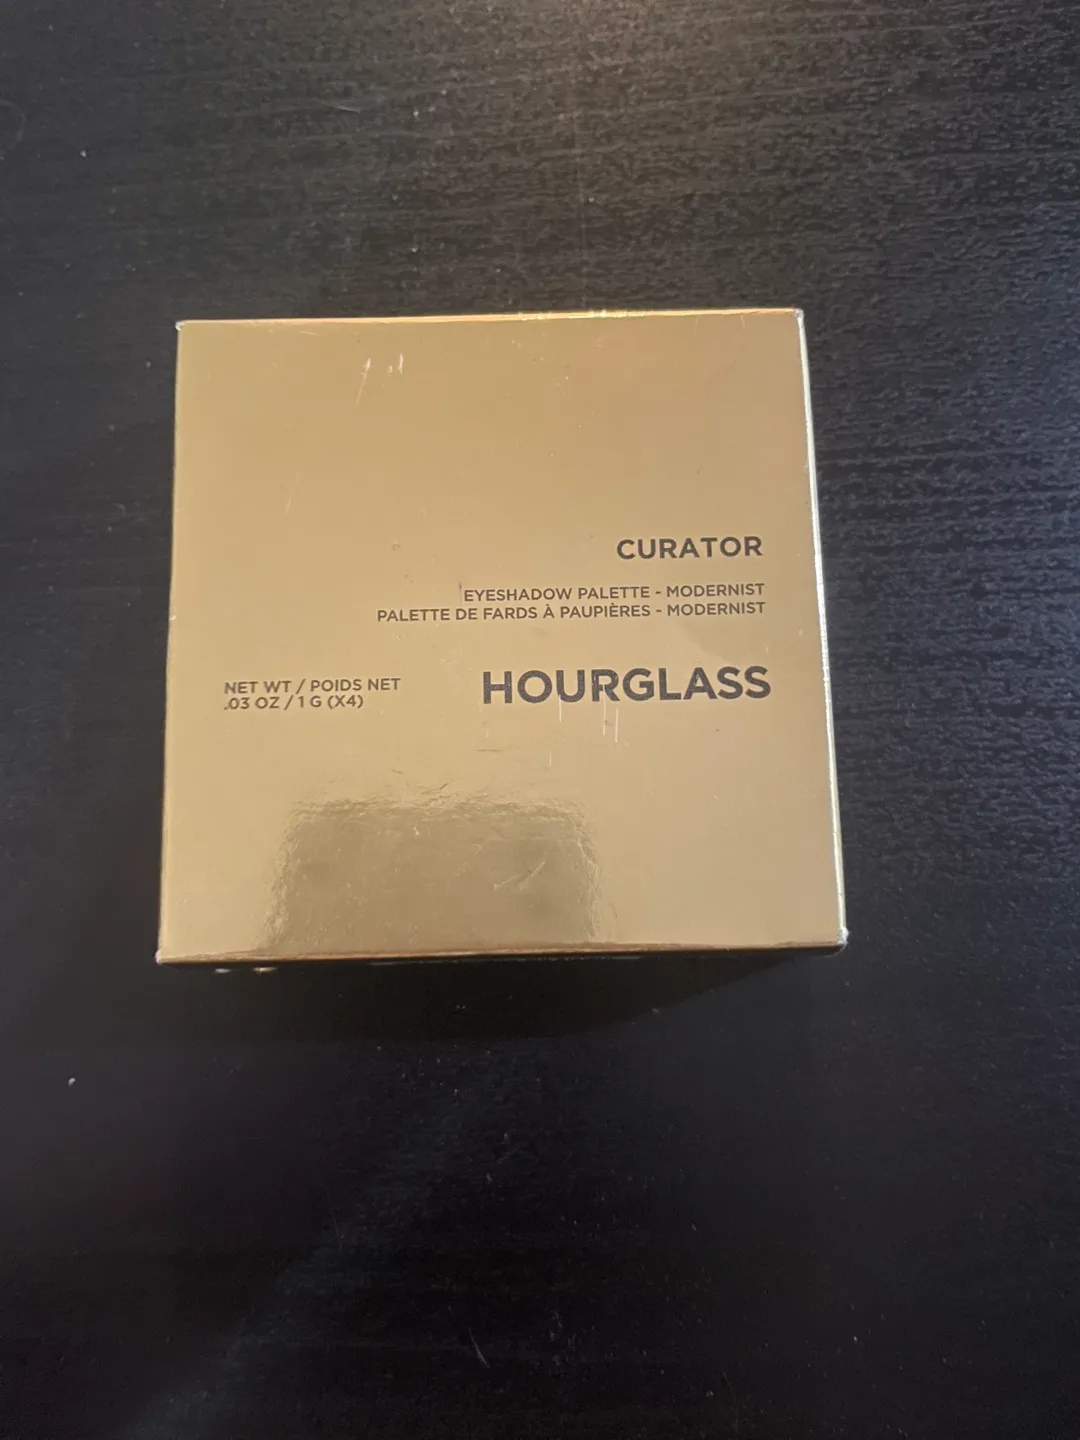 CURATOR
EYESHADOW PALETTE - MODERNIST
PALETTE DE FARDS À PAUPIÈRES - MODERNIST
NET WT / POIDS NET
.03 OZ / 1 G (X4)
HOURGLASS